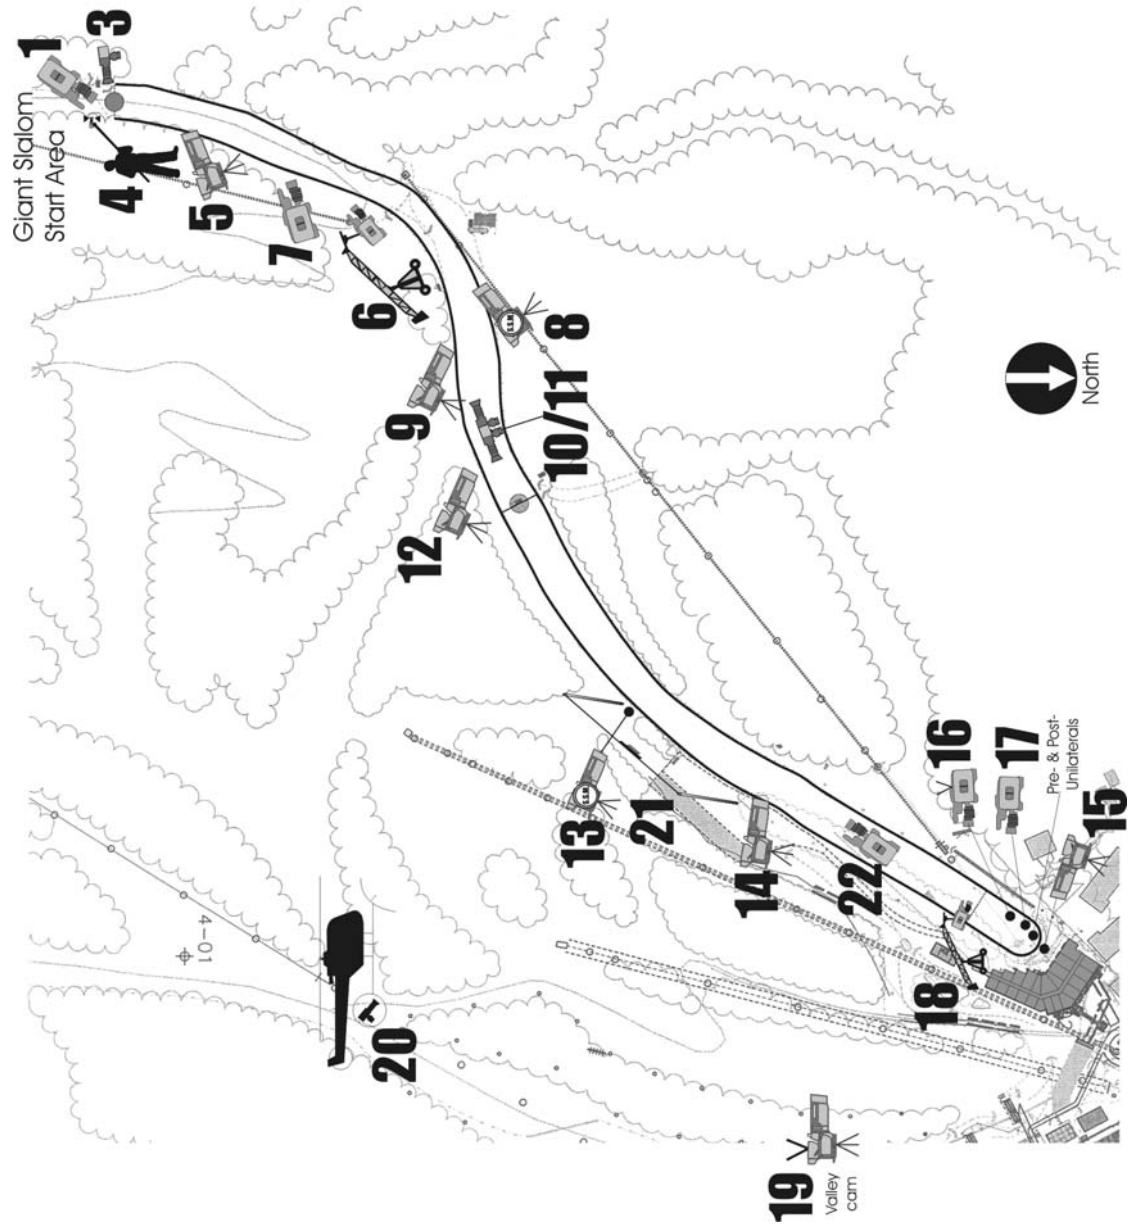 Giant Slalom
Start Area
1
3
4
5
7
6
8
S.S.M
9
10/11
12
North
13
S.S.M
21
14
22
16
17
Pre- & Post-
Unilaterals
15
18
4-01
20
19
Valley
cam